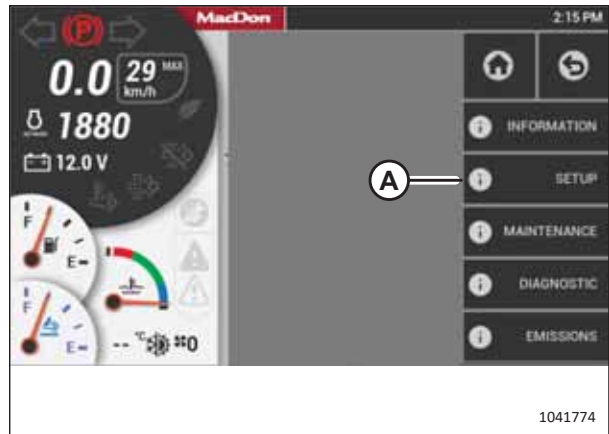 MacDon
2:15 PM
P
0.0 29 MAX
km/h
1880
12.0 V
F
E
F
E
-- °C 0
INFORMATION
A SETUP
MAINTENANCE
DIAGNOSTIC
EMISSIONS
1041774